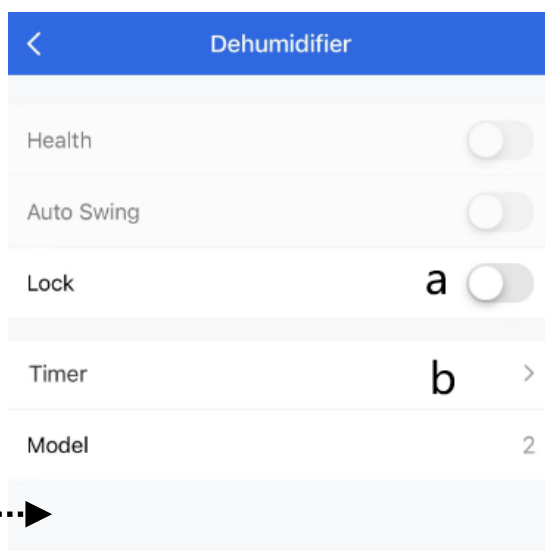 Dehumidifier
Health
Auto Swing
Lock a
Timer b
Model 2